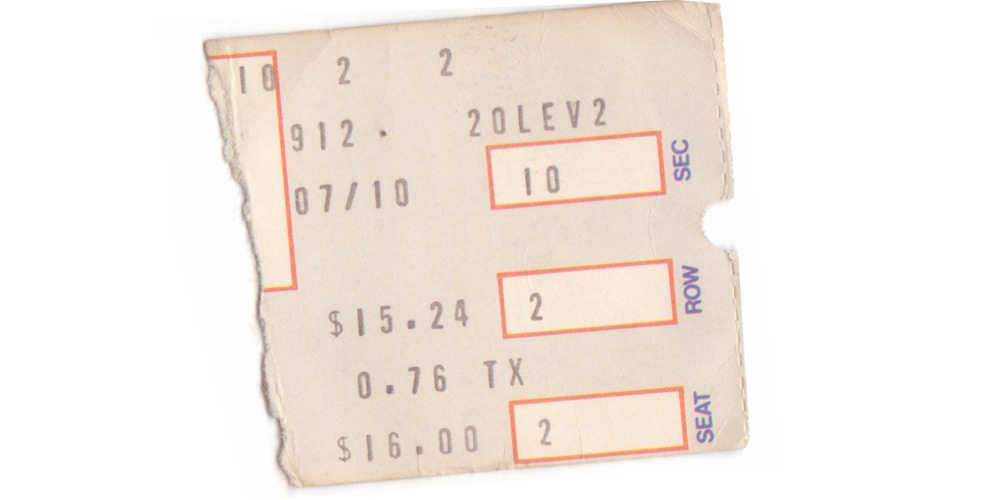 10 2 2
912. 20LEV2
SEC
10
07/10
ROW
2
$15.24
0.76 TX
SEAT
2
$16.00